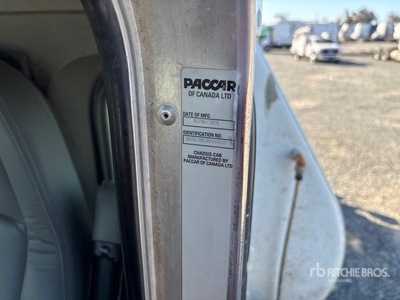 PACCAR
OF CANADA LTD
DATE OF MFG
IDENTIFICATION NO.
CHASSIS-CAB
MANUFACTURED BY
PACCAR OF CANADA LTD
rb RITCHIE BROS.